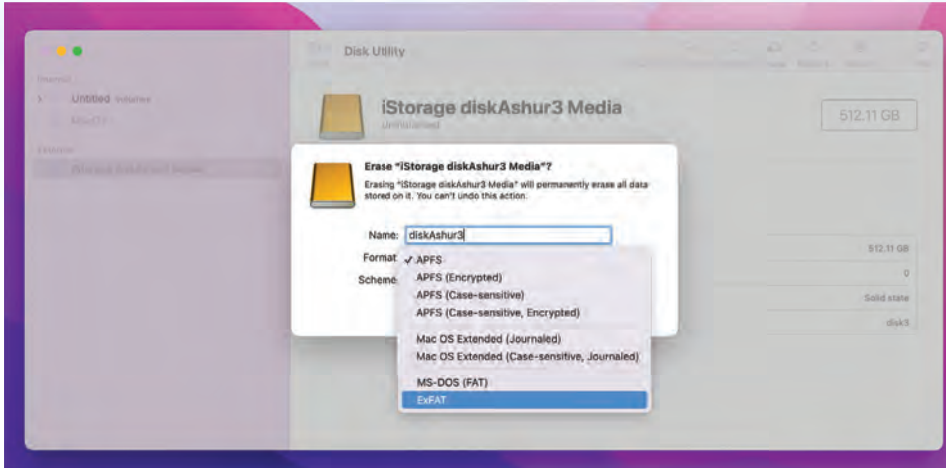 Disk Utility
Untitled volumes
iStorage diskAshur3 Media
Uninitialised
512.11 GB
Erase “iStorage diskAshur3 Media”?
Erasing “iStorage diskAshur3 Media” will permanently erase all data
stored on it. You can’t undo this action.
Name: diskAshur3
Format
✓ APFS
Scheme
APFS (Encrypted)
APFS (Case-sensitive)
APFS (Case-sensitive, Encrypted)
Mac OS Extended (Journaled)
Mac OS Extended (Case-sensitive, Journaled)
MS-DOS (FAT)
ExFAT
512.11 GB
0
Solid state
disk3